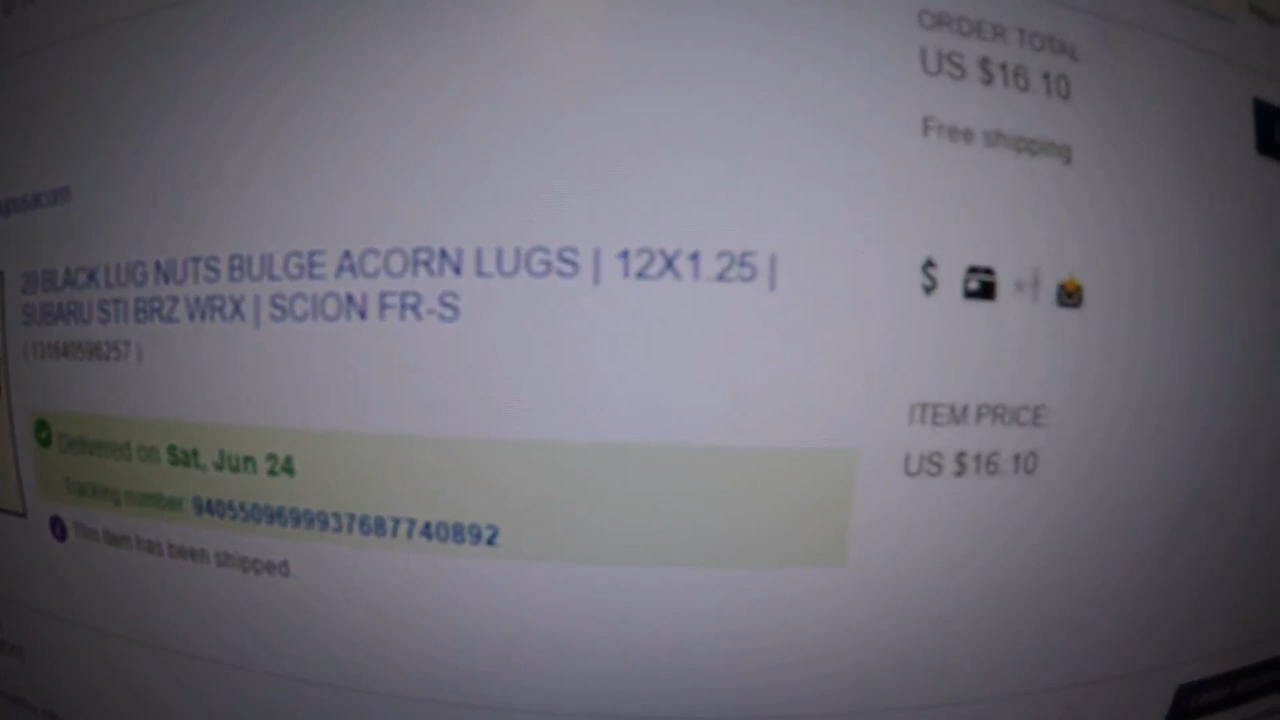 ORDER TOTAL
US $16.10
Free shipping
20 BLACK LUG NUTS BULGE ACORN LUGS | 12X1.25 |
SUBARU STI BRZ WRX | SCION FR-S
( 131640596257 )
$
Delivered on Sat, Jun 24
Tracking number 9405509699937687740892
This item has been shipped.
ITEM PRICE
US $16.10